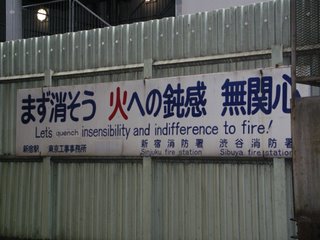 まず消そう 火への鈍感 無関心
Let's quench insensibility and indifference to fire!
新宿駅 東京工事事務所 新宿消防署 渋谷消防署
Sinjuku fire station Sibuya fire station